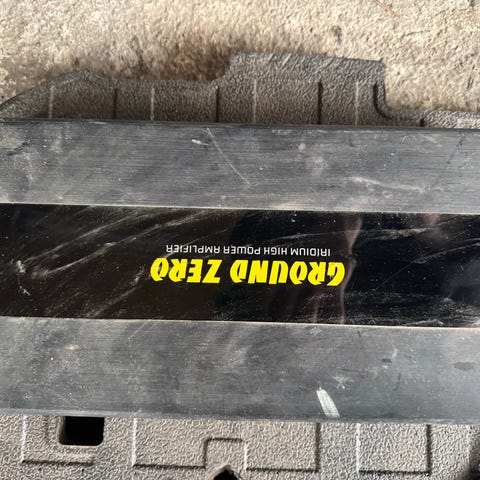 GROUND ZERO
IRIDIUM HIGH POWER AMPLIFIER